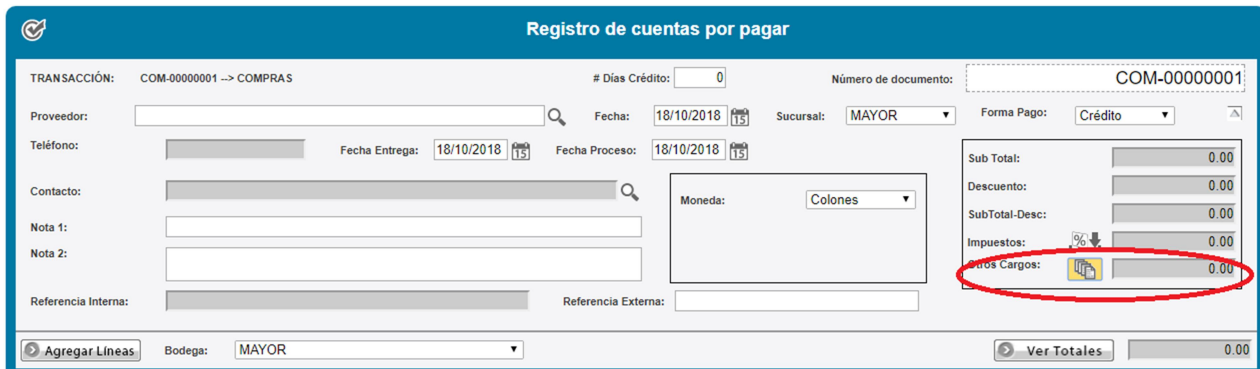 Registro de cuentas por pagar
TRANSACCIÓN: COM-00000001 --> COMPRAS # Días Crédito: 0 Número de documento: COM-00000001
Proveedor: Fecha: 18/10/2018 15 Sucursal: MAYOR Forma Pago: Crédito
Teléfono: Fecha Entrega: 18/10/2018 15 Fecha Proceso: 18/10/2018 15
Sub Total: 0.00
Descuento: 0.00
Contacto: Moneda: Colones
SubTotal-Desc: 0.00
Nota 1:
Impuestos: % 0.00
Nota 2:
Otros Cargos: 0.00
Referencia Interna: Referencia Externa:
Agregar Líneas Bodega: MAYOR Ver Totales 0.00